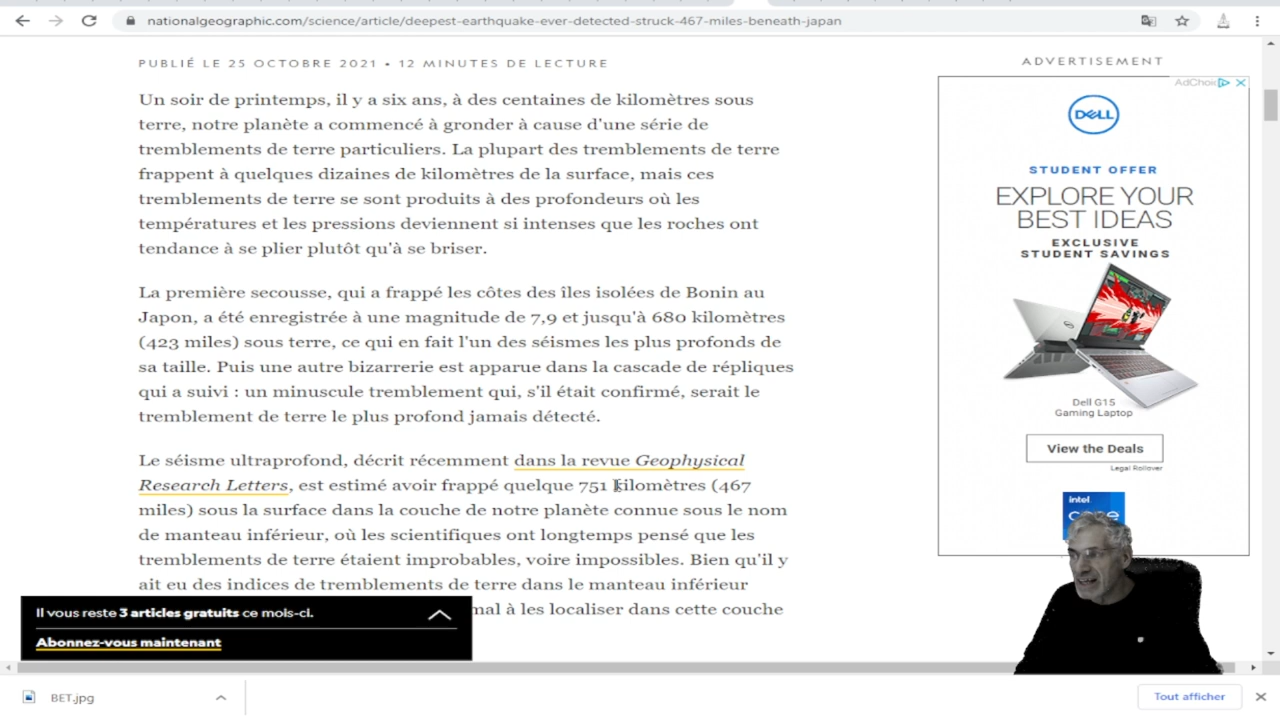 nationalgeographic.com/science/article/deepest-earthquake-ever-detected-struck-467-miles-beneath-japan
PUBLIÉ LE 25 OCTOBRE 2021 • 12 MINUTES DE LECTURE
Un soir de printemps, il y a six ans, à des centaines de kilomètres sous
terre, notre planète a commencé à gronder à cause d'une série de
tremblements de terre particuliers. La plupart des tremblements de terre
frappent à quelques dizaines de kilomètres de la surface, mais ces
tremblements de terre se sont produits à des profondeurs où les
températures et les pressions deviennent si intenses que les roches ont
tendance à se plier plutôt qu'à se briser.
La première secousse, qui a frappé les côtes des îles isolées de Bonin au
Japon, a été enregistrée à une magnitude de 7,9 et jusqu'à 680 kilomètres
(423 miles) sous terre, ce qui en fait l'un des séismes les plus profonds de
sa taille. Puis une autre bizarrerie est apparue dans la cascade de répliques
qui a suivi : un minuscule tremblement qui, s'il était confirmé, serait le
tremblement de terre le plus profond jamais détecté.
Le séisme ultraprofond, décrit récemment dans la revue Geophysical
Research Letters, est estimé avoir frappé quelque 751 kilomètres (467
miles) sous la surface dans la couche de notre planète connue sous le nom
de manteau inférieur, où les scientifiques ont longtemps pensé que les
tremblements de terre étaient improbables, voire impossibles. Bien qu'il y
ait eu des indices de tremblements de terre dans le manteau inférieur
mal à les localiser dans cette couche
Il vous reste 3 articles gratuits ce mois-ci.
Abonnez-vous maintenant
ADVERTISEMENT
AdChoic
DELL
STUDENT OFFER
EXPLORE YOUR
BEST IDEAS
EXCLUSIVE
STUDENT SAVINGS
Dell G15
Gaming Laptop
View the Deals
Legal Rollover
intel
BET.jpg
Tout afficher